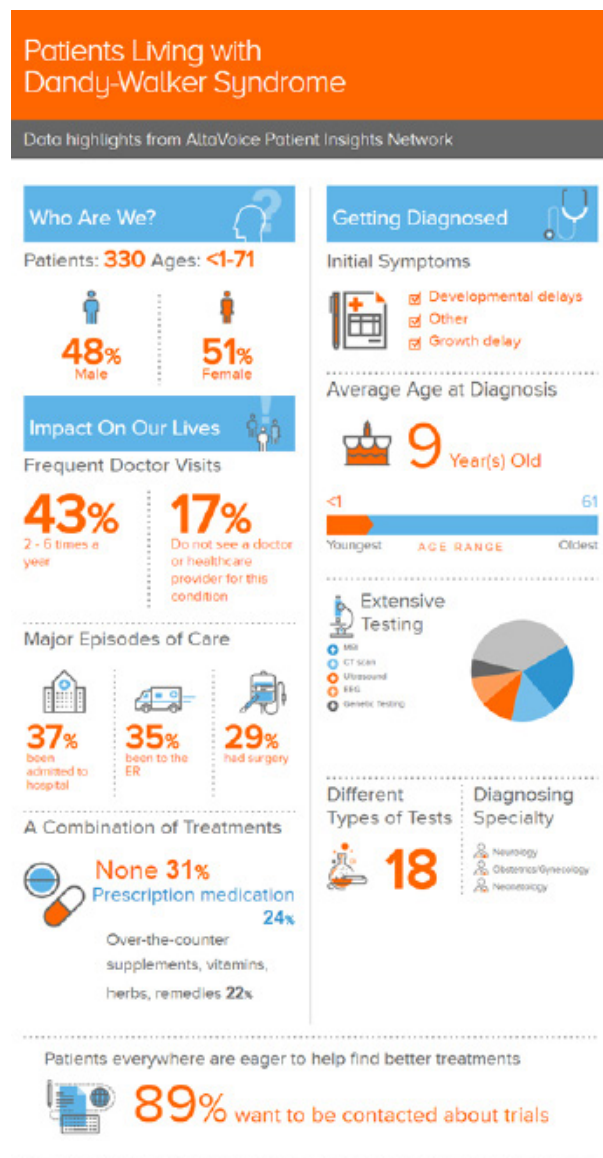 Patients Living with
Dandy-Walker Syndrome
Data highlights from AltaVoice Patient Insights Network
Who Are We?
Patients: 330 Ages: <1-71
48%
Male
51%
Female
Impact On Our Lives
Frequent Doctor Visits
43%
2 - 6 times a
year
17%
Do not see a doctor
or healthcare
provider for this
condition
Major Episodes of Care
37%
been
admitted to
hospital
35%
been to the
ER
29%
had surgery
A Combination of Treatments
None 31%
Prescription medication
24%
Over-the-counter
supplements, vitamins,
herbs, remedies 22%
Getting Diagnosed
Initial Symptoms
Developmental delays
Other
Growth delay
Average Age at Diagnosis
9 Year(s) Old
<1
61
Youngest
AGE RANGE
Oldest
Extensive
Testing
MRI
CT scan
Ultrasound
EEG
Genetic Testing
Different
Types of Tests
18
Diagnosing
Specialty
Neurology
Obstetrics/Gynecology
Neonatology
Patients everywhere are eager to help find better treatments
89% want to be contacted about trials